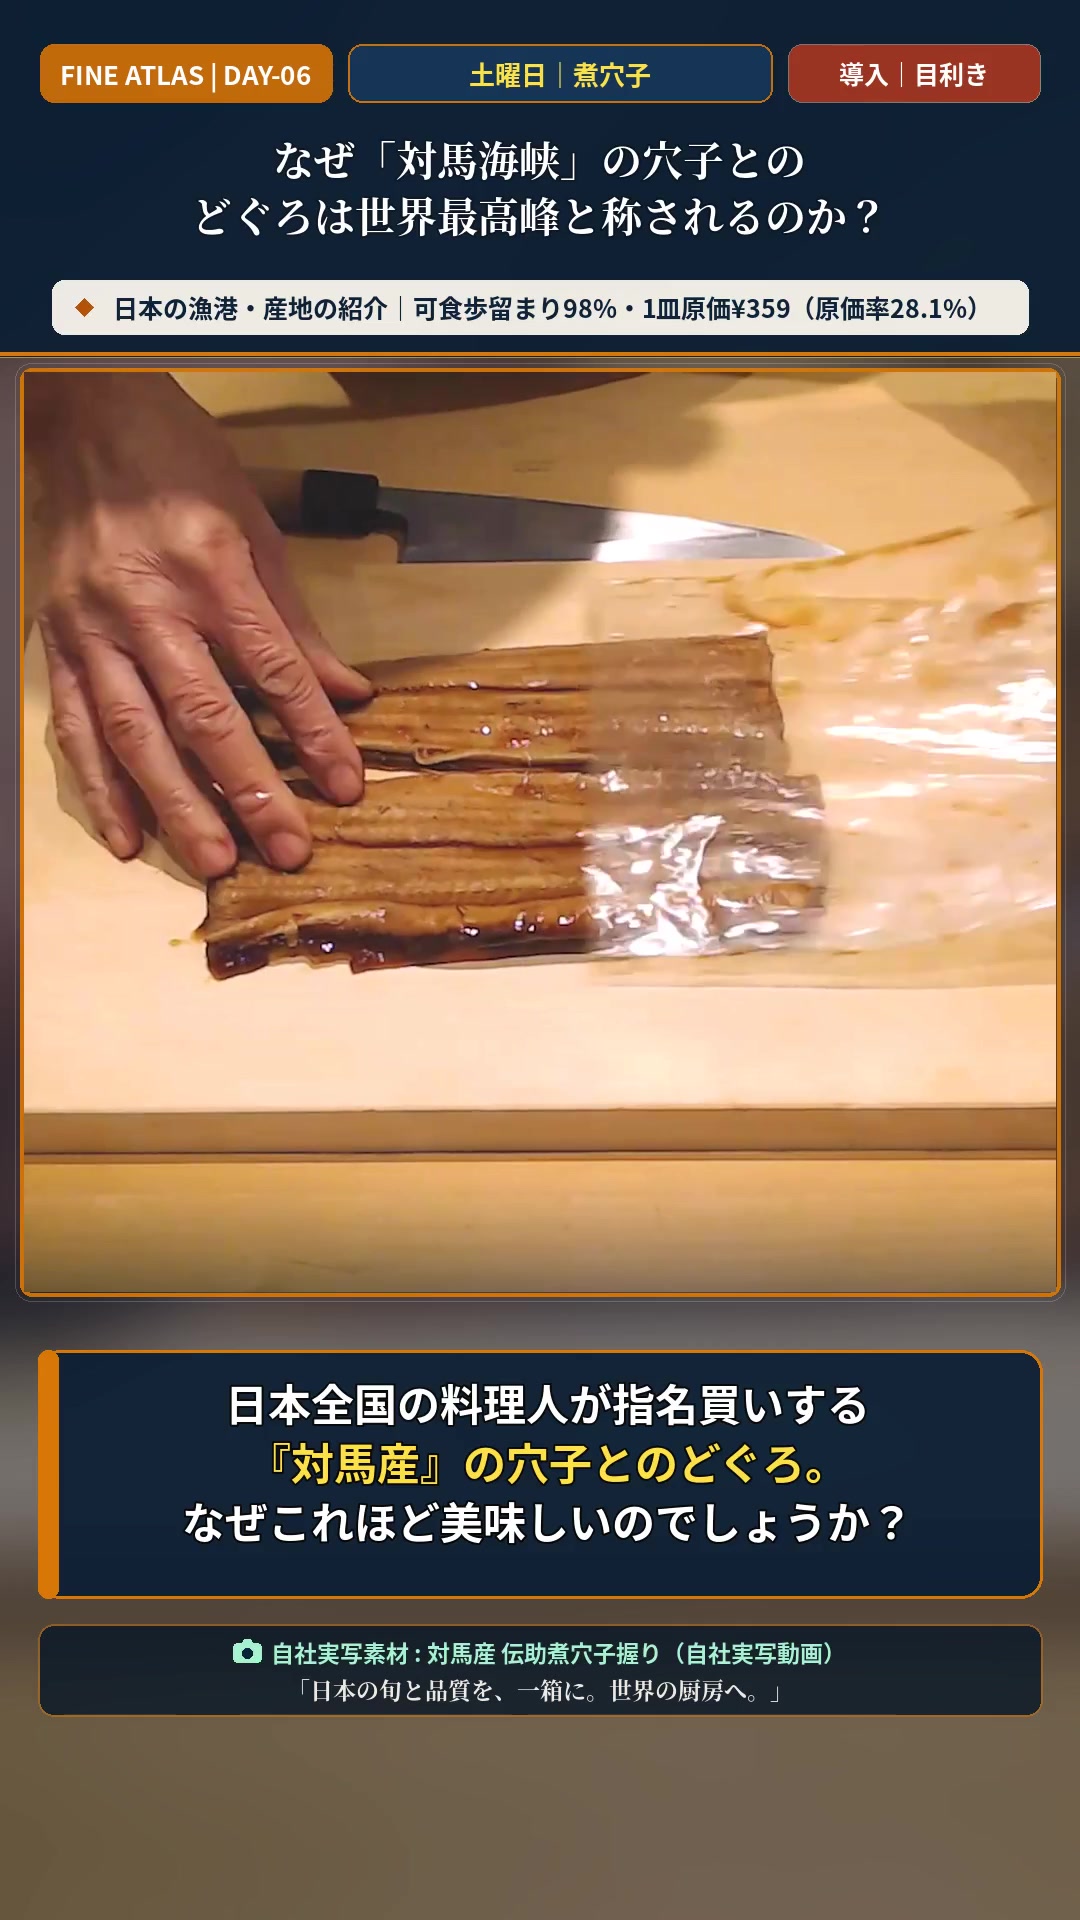 FINE ATLAS | DAY-06
土曜日｜煮穴子
導入｜目利き
なぜ「対馬海峡」の穴子との
どぐろは世界最高峰と称されるのか？
◆ 日本の漁港・産地の紹介｜可食歩留まり98%・1皿原価¥359（原価率28.1%）
日本全国の料理人が指名買いする
『対馬産』の穴子とのどぐろ。
なぜこれほど美味しいのでしょうか？
自社実写素材 : 対馬産 伝助煮穴子握り（自社実写動画）
「日本の旬と品質を、一箱に。世界の厨房へ。」